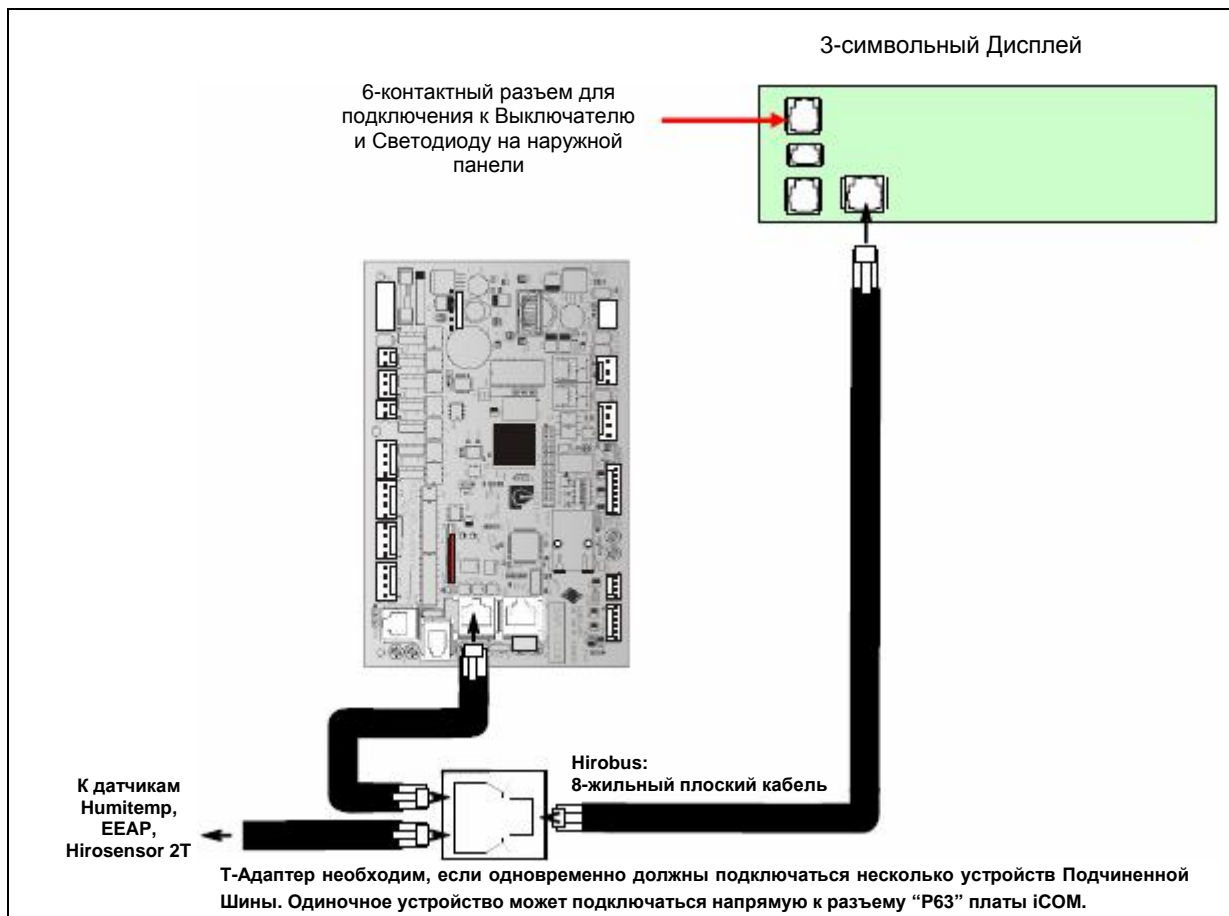 3-символьный Дисплей
6-контактный разъем для
подключения к Выключателю
и Светодиоду на наружной
панели
Hirobus:
8-жильный плоский кабель
К датчикам
Humitemp,
EEAP,
Hirosensor 2T
Т-Адаптер необходим, если одновременно должны подключаться несколько устройств Подчиненной
Шины. Одиночное устройство может подключаться напрямую к разъему “P63” платы iCOM.